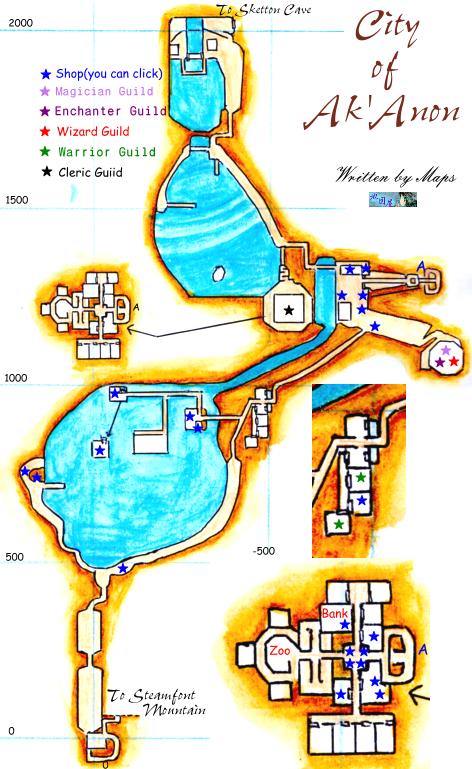 To Sketton Cave
2000
City
of
Ak'Anon
Shop(you can click)
Magician Guild
Enchanter Guild
Wizard Guild
Warrior Guild
Cleric Guiid
Written by Maps
1500
A
A
1000
500
-500
Bank
Zoo
A
To Steamfont
Mountain
0
0